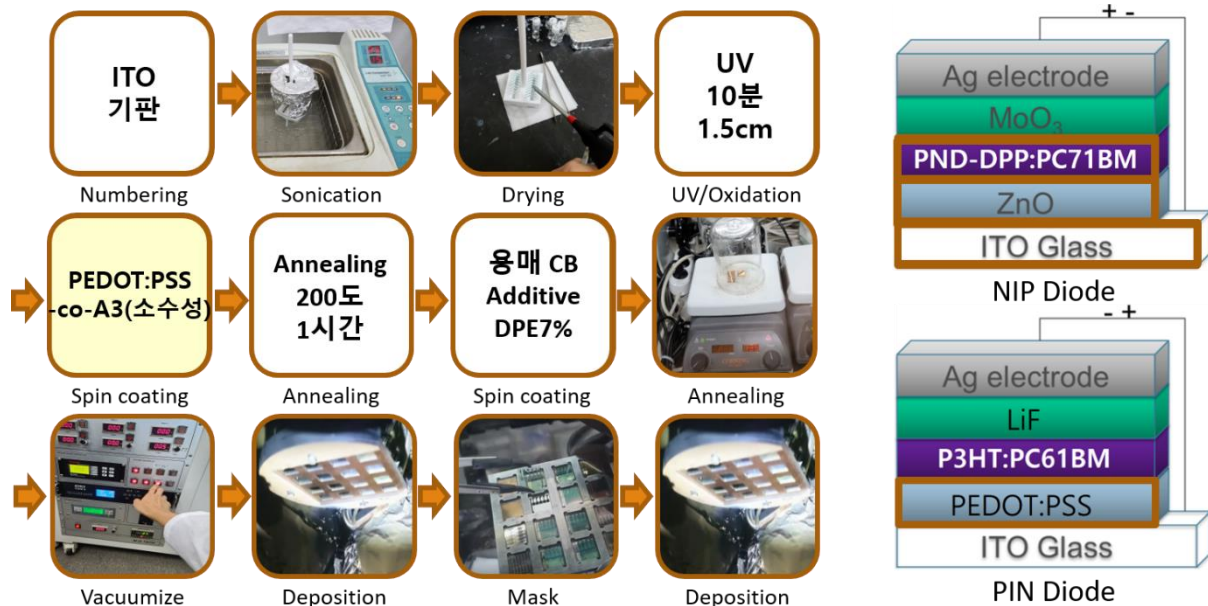 ITO
기판
Numbering
Sonication
Drying
UV
10분
1.5cm
UV/Oxidation
PEDOT:PSS
-co-A3(소수성)
Spin coating
Annealing
200도
1시간
Annealing
용매 CB
Additive
DPE7%
Spin coating
Annealing
Vacuumize
Deposition
Mask
Deposition
+ -
Ag electrode
MoO₃
PND-DPP:PC71BM
ZnO
ITO Glass
NIP Diode
- +
Ag electrode
LiF
P3HT:PC61BM
PEDOT:PSS
ITO Glass
PIN Diode